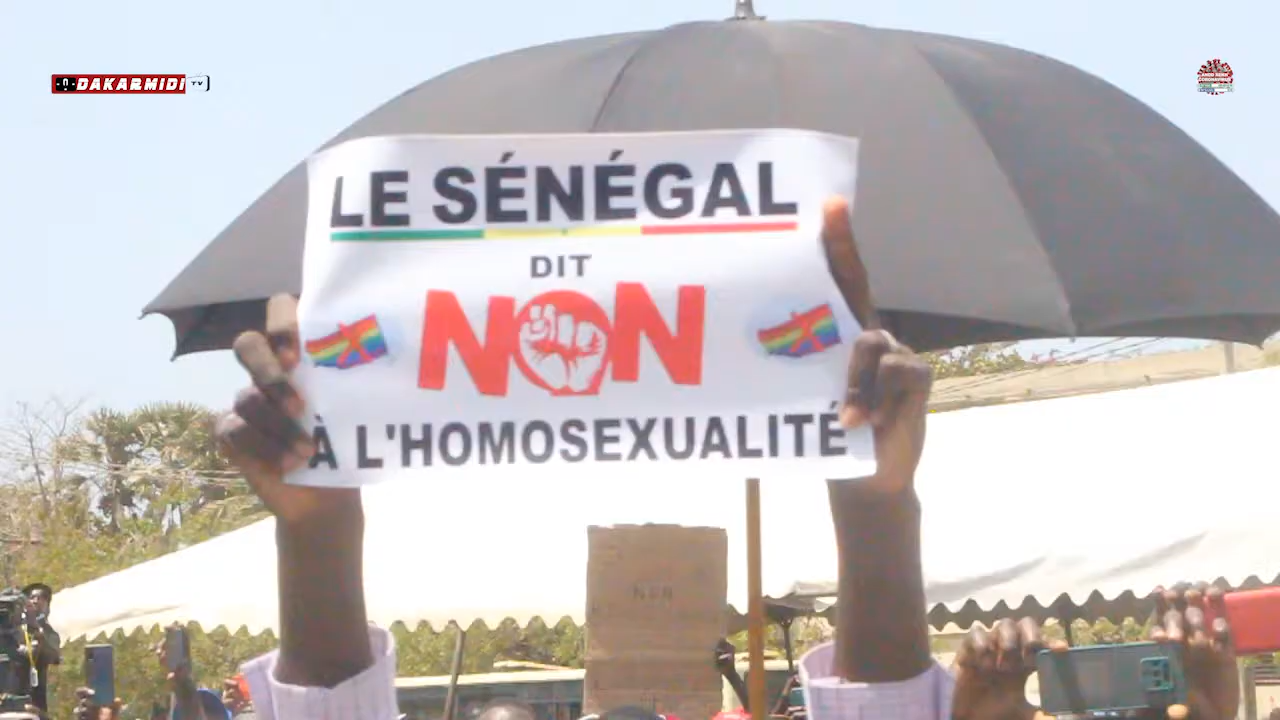 DAKARMIDI TV
LE SÉNÉGAL
DIT
NON
À L'HOMOSEXUALITÉ